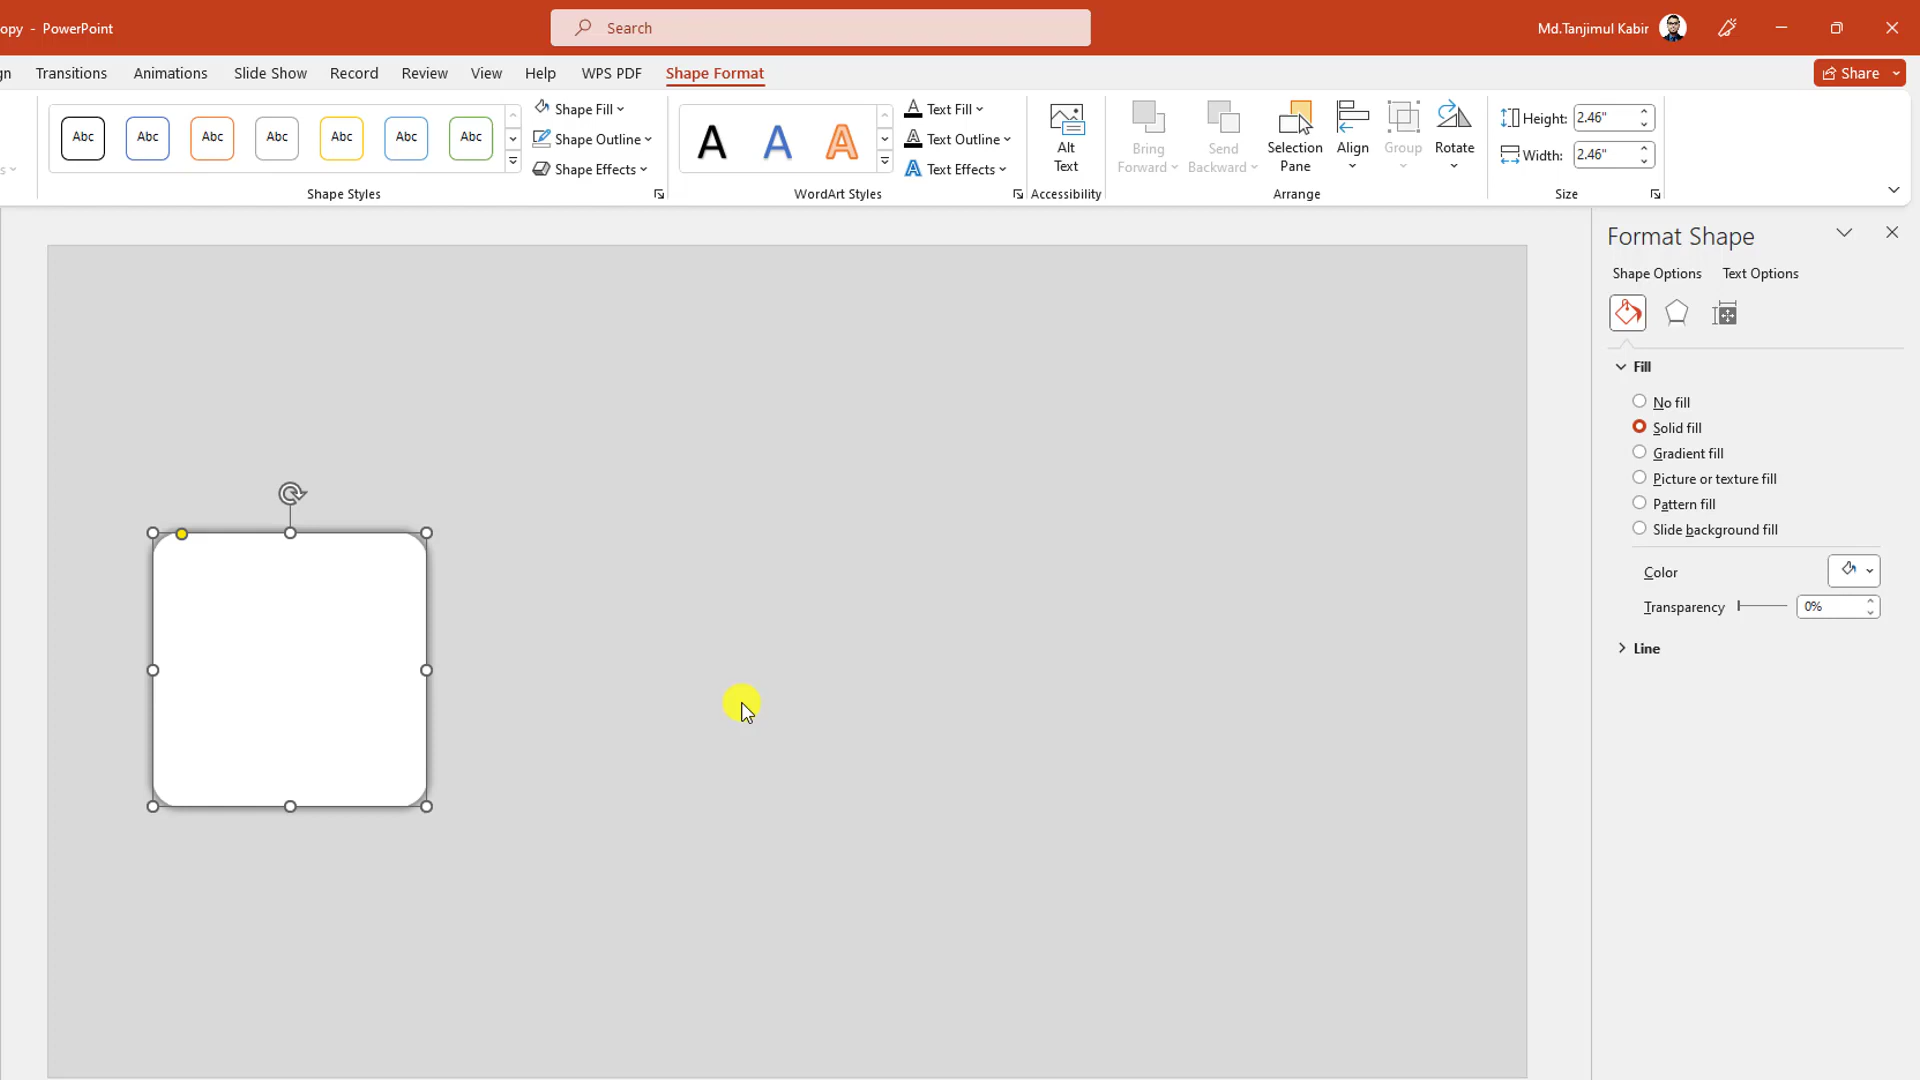 opy - PowerPoint
Search
Md.Tanjimul Kabir
gn Transitions Animations Slide Show Record Review View Help WPS PDF Shape Format
Share
Abc Abc Abc Abc Abc Abc Abc
Shape Fill
Shape Outline
Shape Effects
s
Shape Styles
A A A
Text Fill
Text Outline
Text Effects
WordArt Styles
Alt
Text
Accessibility
Bring
Forward
Send
Backward
Selection
Pane
Align
Group
Rotate
Arrange
Height: 2.46"
Width: 2.46"
Size
Format Shape
Shape Options Text Options
Fill
No fill
Solid fill
Gradient fill
Picture or texture fill
Pattern fill
Slide background fill
Color
Transparency 0%
Line